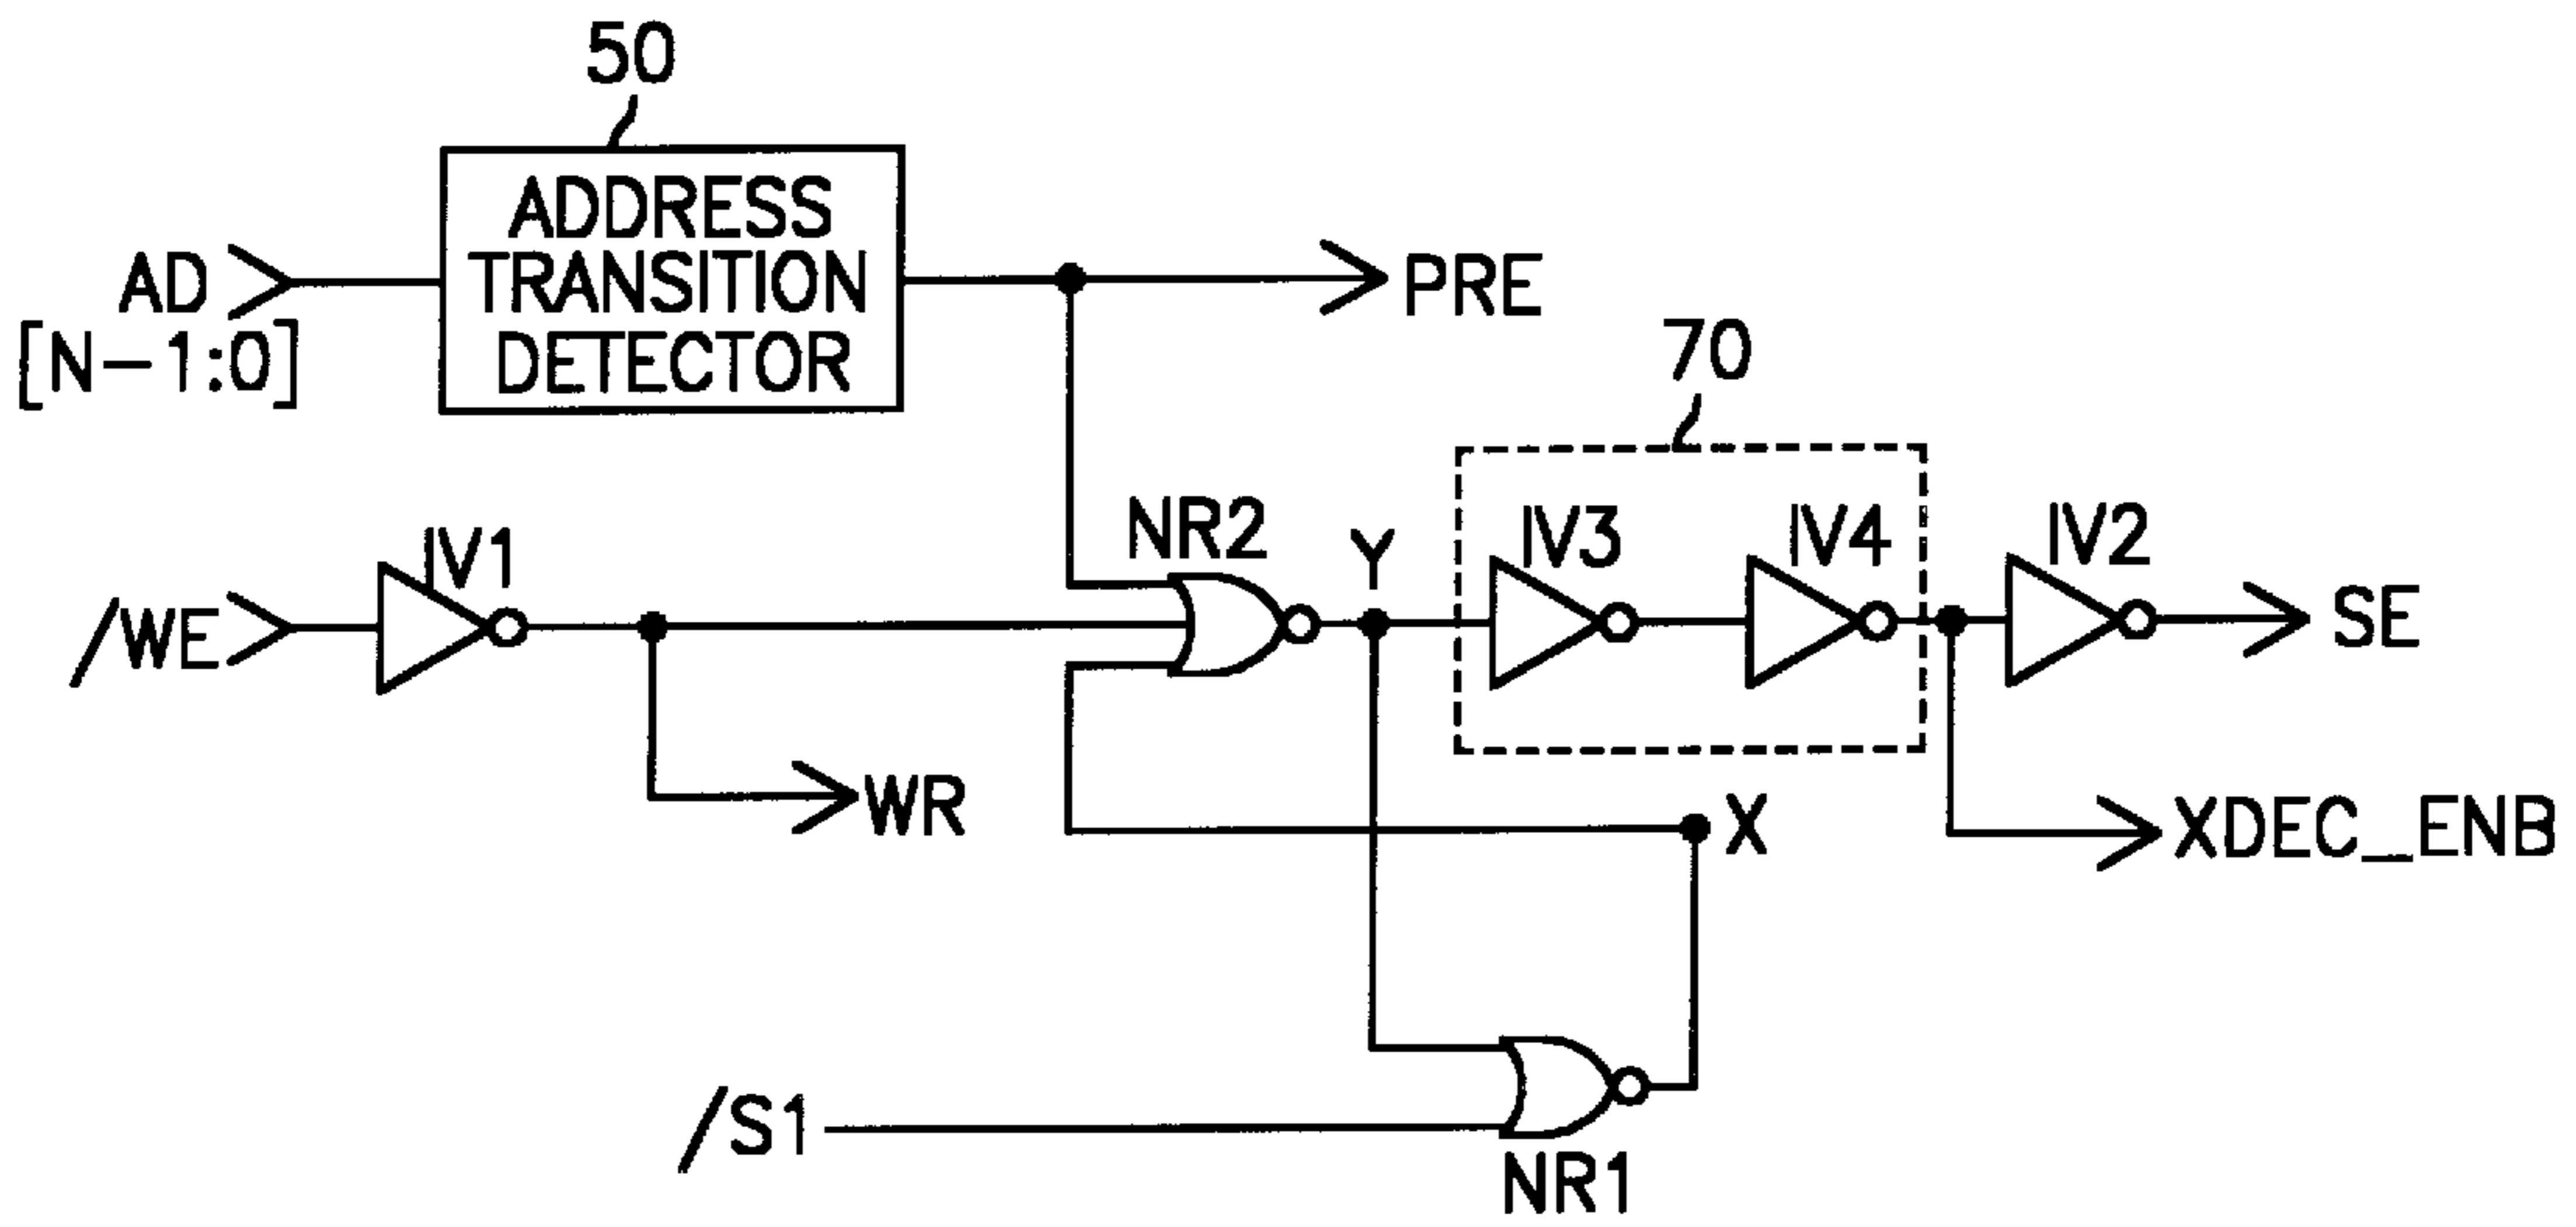 50
ADDRESS
TRANSITION
DETECTOR
AD
[N-1:0]
PRE
70
NR2
Y
IV3
IV4
IV2
IV1
/WE
SE
WR
X
XDEC_ENB
/S1
NR1